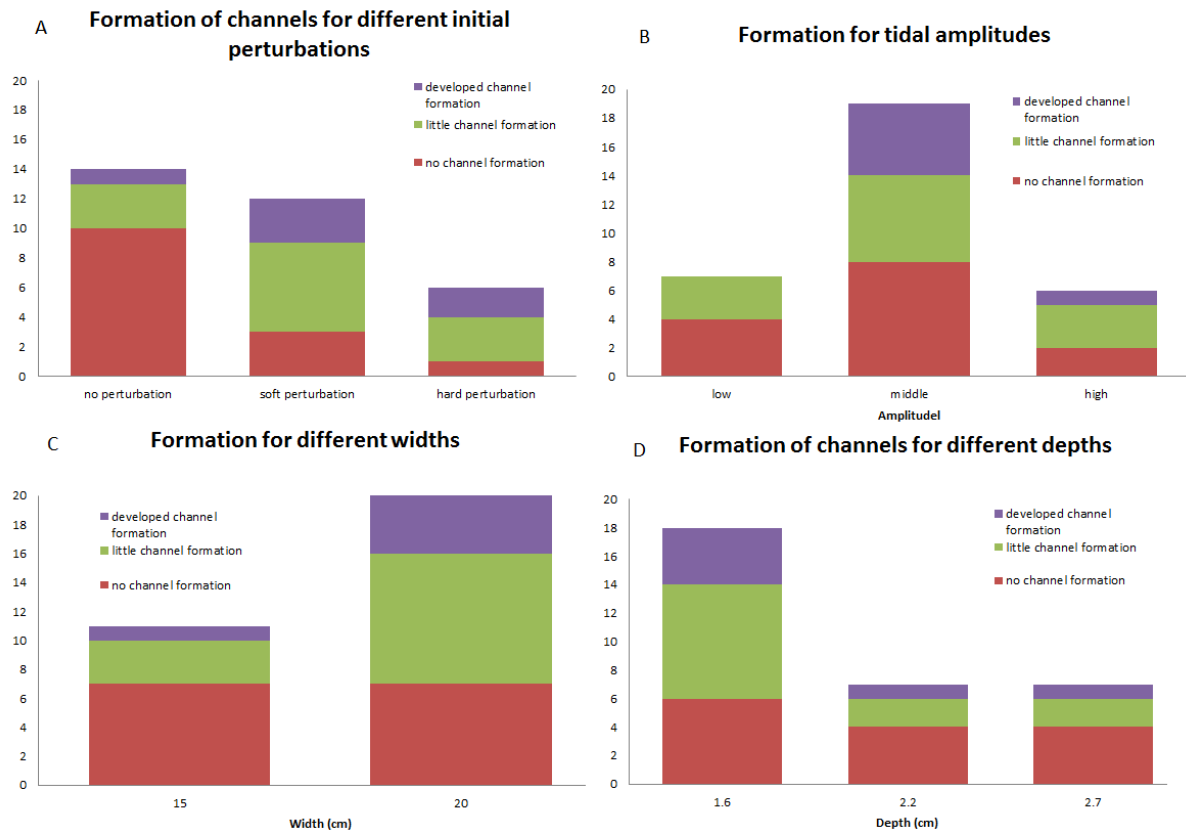 A
Formation of channels for different initial
perturbations
20
18
16
14
12
10
8
6
4
2
0
developed channel
formation
little channel formation
no channel formation
no perturbation
soft perturbation
hard perturbation
B
Formation for tidal amplitudes
20
18
16
14
12
10
8
6
4
2
0
developed channel
formation
little channel formation
no channel formation
low
middle
high
Amplitudel
C
Formation for different widths
20
18
16
14
12
10
8
6
4
2
0
developed channel
formation
little channel formation
no channel formation
15
20
Width (cm)
D
Formation of channels for different depths
20
18
16
14
12
10
8
6
4
2
0
developed channel
formation
little channel formation
no channel formation
1.6
2.2
2.7
Depth (cm)